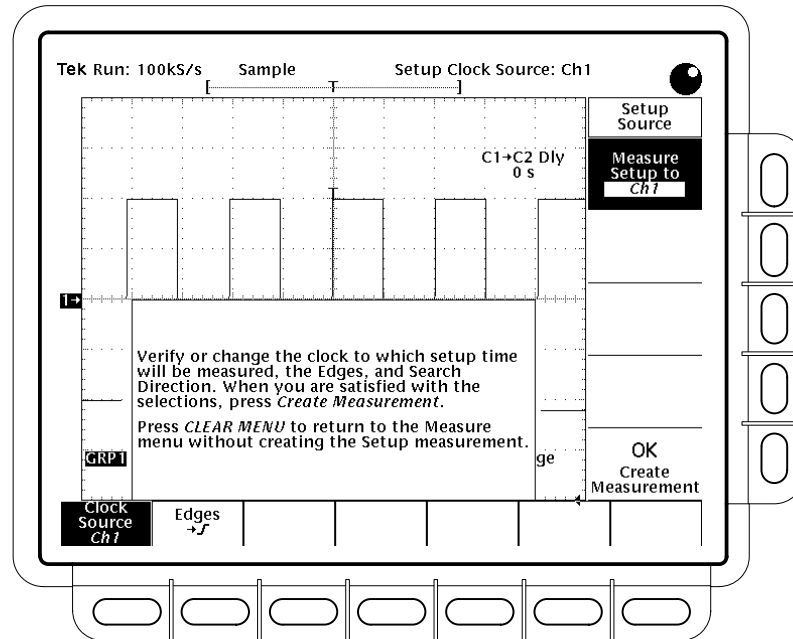 Tek Run: 100kS/s Sample Setup Clock Source: Ch1
T
Setup
Source
C1→C2 Dly
0 s
Measure
Setup to
Ch1
1→
Verify or change the clock to which setup time
will be measured, the Edges, and Search
Direction. When you are satisfied with the
selections, press Create Measurement.
Press CLEAR MENU to return to the Measure
menu without creating the Setup measurement.
GRP1
ge
OK
Create
Measurement
Clock
Source
Ch1
Edges